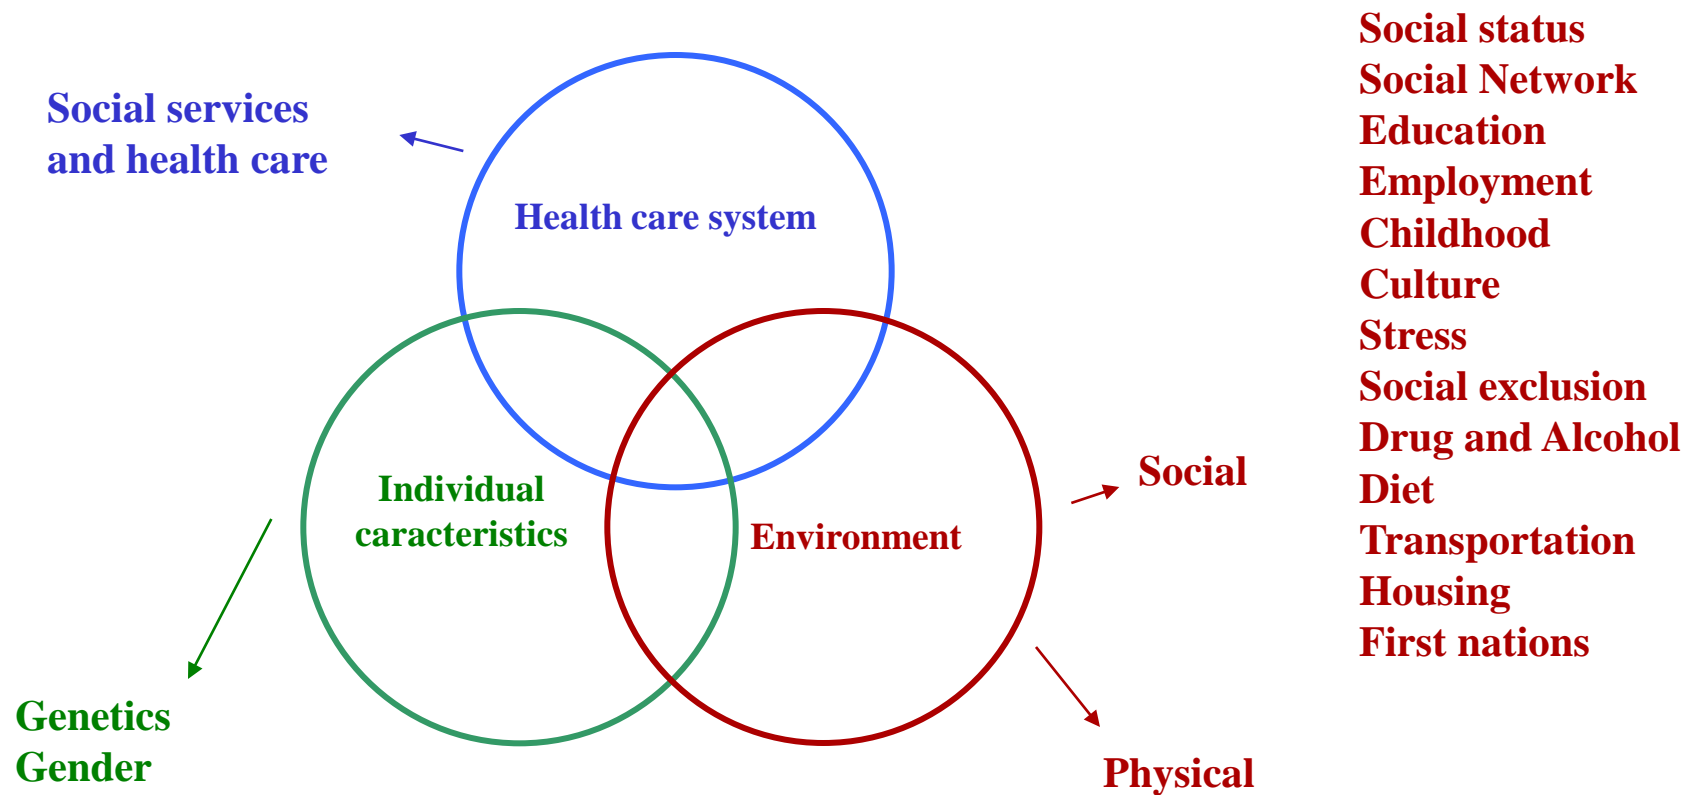 Social services
and health care
Health care system
Individual
caracteristics
Environment
Genetics
Gender
Social
Physical
Social status
Social Network
Education
Employment
Childhood
Culture
Stress
Social exclusion
Drug and Alcohol
Diet
Transportation
Housing
First nations